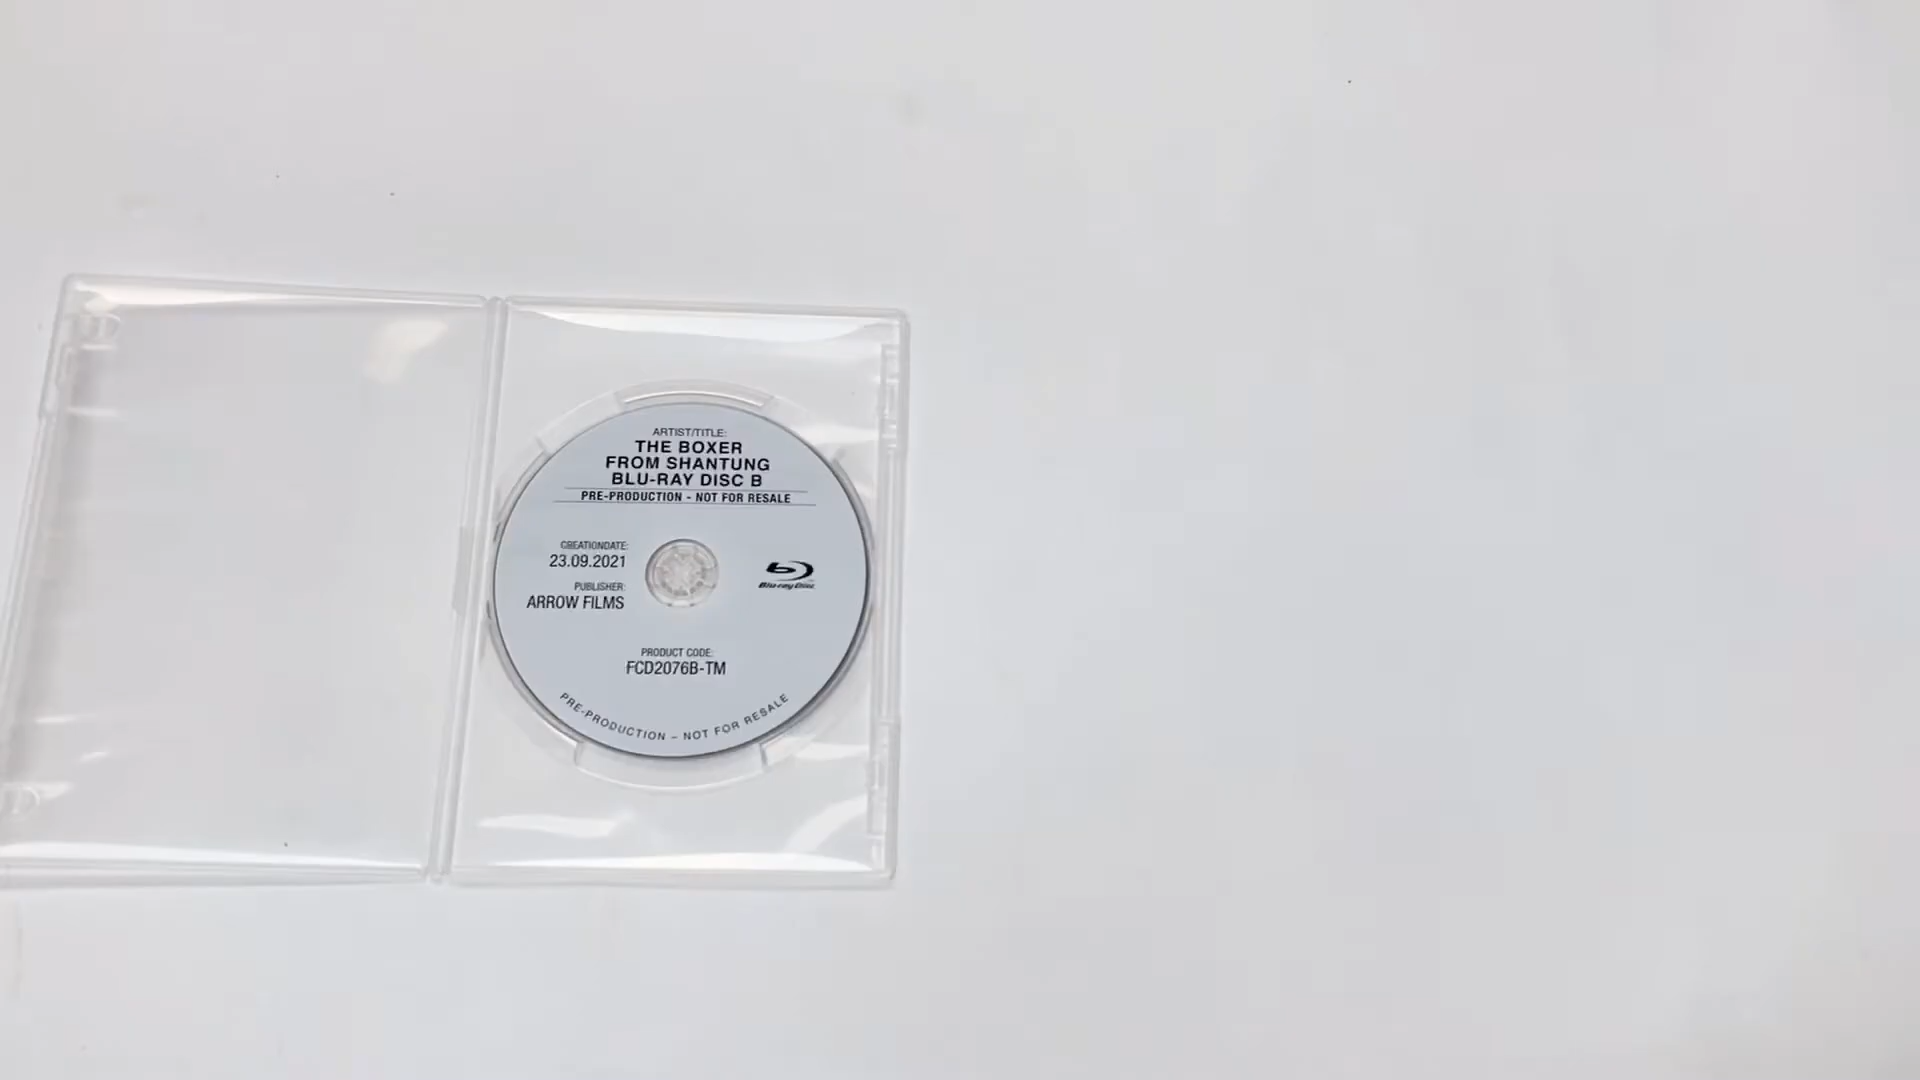 ARTIST/TITLE:
THE BOXER
FROM SHANTUNG
BLU-RAY DISC B
PRE-PRODUCTION - NOT FOR RESALE
CREATIONDATE:
23.09.2021
PUBLISHER:
ARROW FILMS
Blu-ray Disc
PRODUCT CODE:
FCD2076B-TM
PRE-PRODUCTION – NOT FOR RESALE